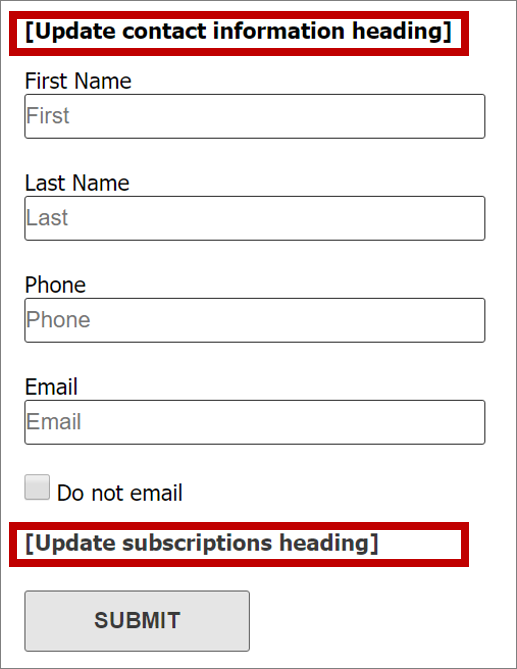 [Update contact information heading]
First Name
First
Last Name
Last
Phone
Phone
Email
Email
Do not email
[Update subscriptions heading]
SUBMIT